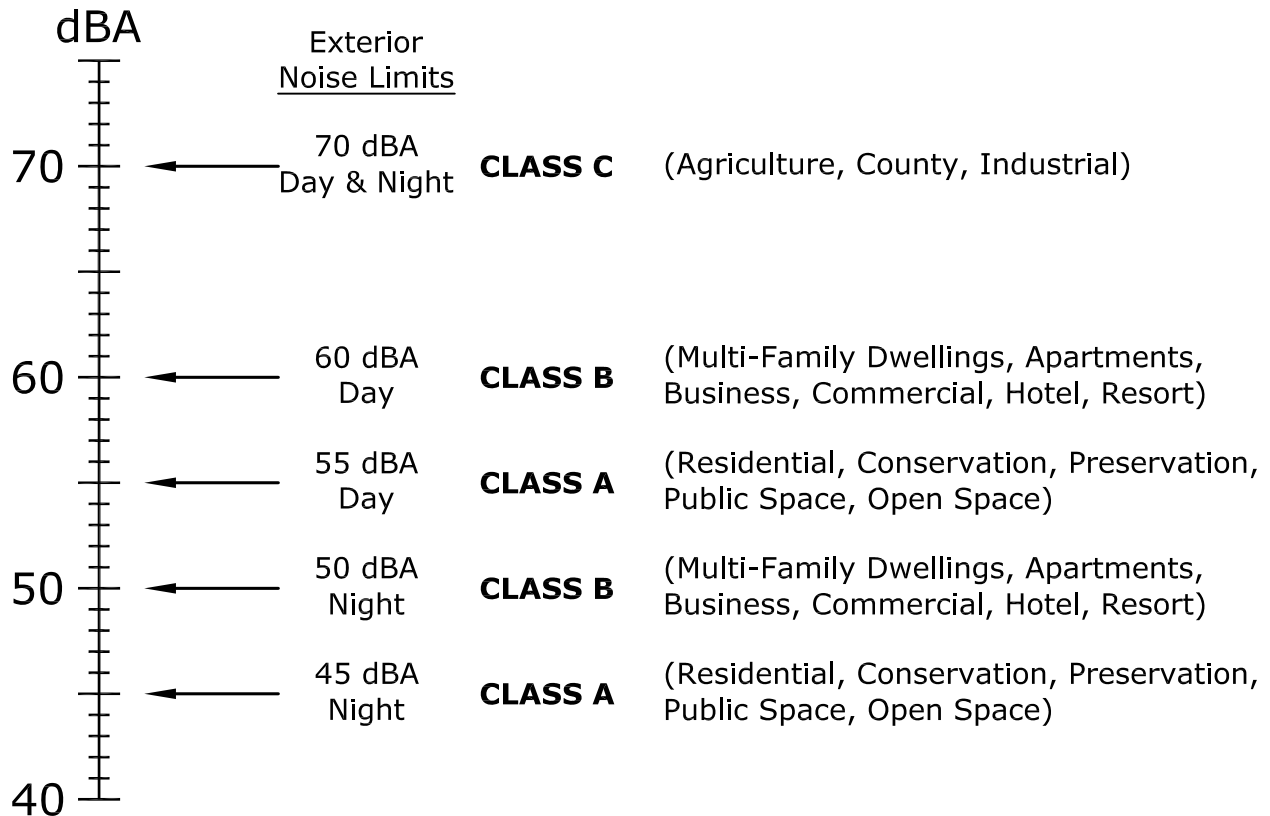 dBA
Exterior
Noise Limits
70
70 dBA
Day & Night
CLASS C
(Agriculture, County, Industrial)
60
60 dBA
Day
CLASS B
(Multi-Family Dwellings, Apartments,
Business, Commercial, Hotel, Resort)
55 dBA
Day
CLASS A
(Residential, Conservation, Preservation,
Public Space, Open Space)
50
50 dBA
Night
CLASS B
(Multi-Family Dwellings, Apartments,
Business, Commercial, Hotel, Resort)
45 dBA
Night
CLASS A
(Residential, Conservation, Preservation,
Public Space, Open Space)
40